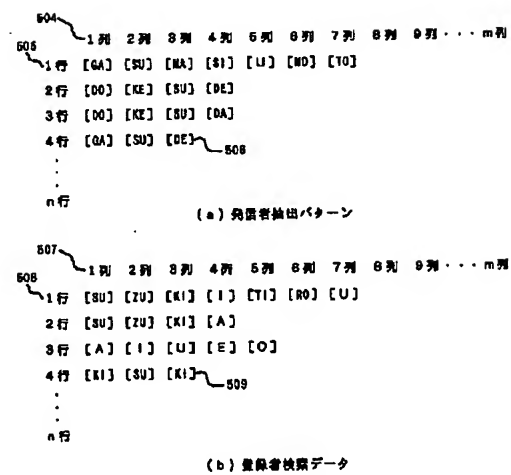 504
1列 2列 3列 4列 5列 6列 7列 8列 9列・・・m列
505
1行 [GA] [SU] [MA] [SI] [U] [MO] [TO]
2行 [DO] [KE] [SU] [DE]
3行 [DO] [KE] [SU] [DA]
4行 [GA] [SU] [DE] 506
・
・
・
n行
(a) 発信者抽出パターン
507
1列 2列 3列 4列 5列 6列 7列 8列 9列・・・m列
508
1行 [SU] [ZU] [KI] [I] [TI] [RO] [U]
2行 [SU] [ZU] [KI] [A]
3行 [A] [I] [U] [E] [O]
4行 [KI] [SU] [KI] 509
・
・
・
n行
(b) 登録者検索データ